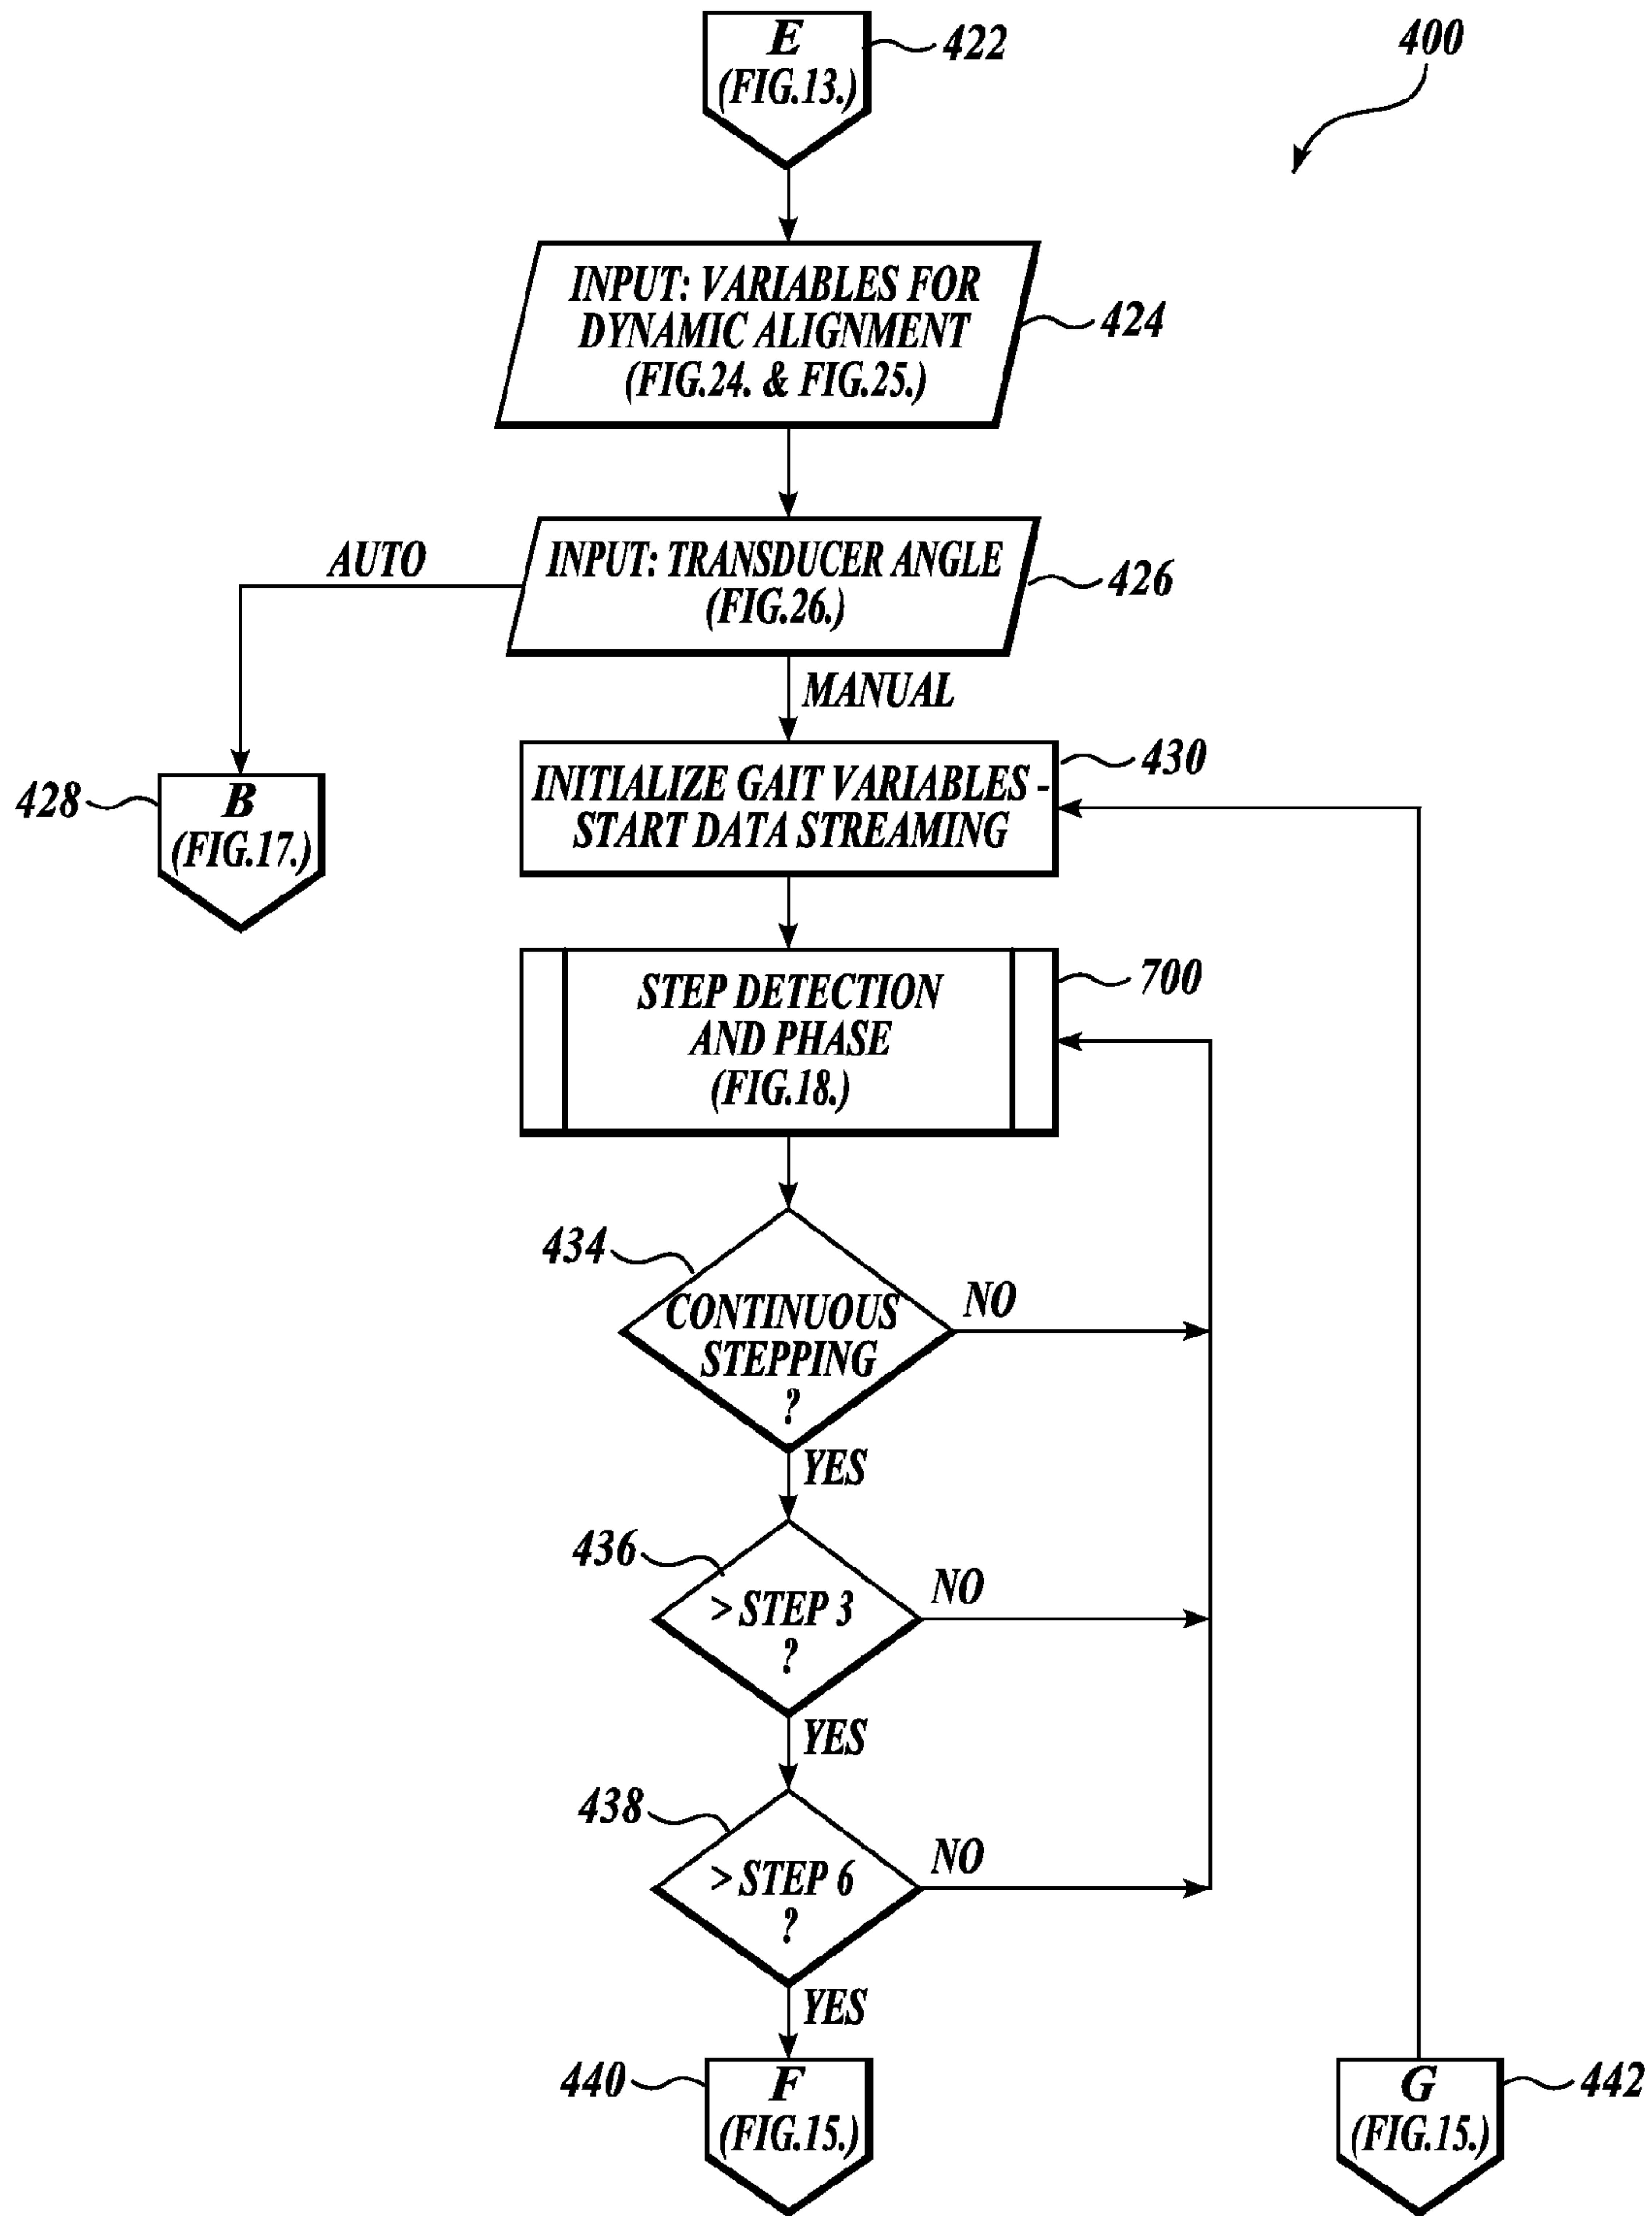 E
(FIG.13.)
422
400
INPUT: VARIABLES FOR
DYNAMIC ALIGNMENT
(FIG.24. & FIG.25.)
424
AUTO
INPUT: TRANSDUCER ANGLE
(FIG.26.)
426
MANUAL
428
B
(FIG.17.)
INITIALIZE GAIT VARIABLES -
START DATA STREAMING
430
STEP DETECTION
AND PHASE
(FIG.18.)
700
434
CONTINUOUS
STEPPING
?
NO
YES
436
> STEP 3
?
NO
YES
438
> STEP 6
?
NO
YES
440
F
(FIG.15.)
G
(FIG.15.)
442